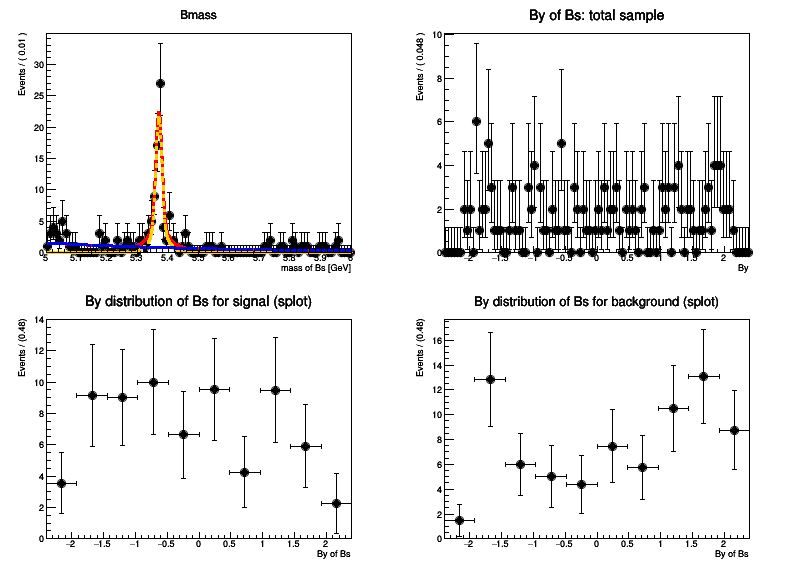 Bmass
Events / ( 0.01 )
35
30
25
20
15
10
5
0
5 5.1 5.2 5.3 5.4 5.5 5.6 5.7 5.8 5.9 6
mass of Bs [GeV]
By of Bs: total sample
Events / ( 0.048 )
10
8
6
4
2
0
−2 −1.5 −1 −0.5 0 0.5 1 1.5 2
By
By distribution of Bs for signal (splot)
Events / (0.48)
14
12
10
8
6
4
2
0
−2 −1.5 −1 −0.5 0 0.5 1 1.5 2
By of Bs
By distribution of Bs for background (splot)
Events / (0.48)
16
14
12
10
8
6
4
2
0
−2 −1.5 −1 −0.5 0 0.5 1 1.5 2
By of Bs